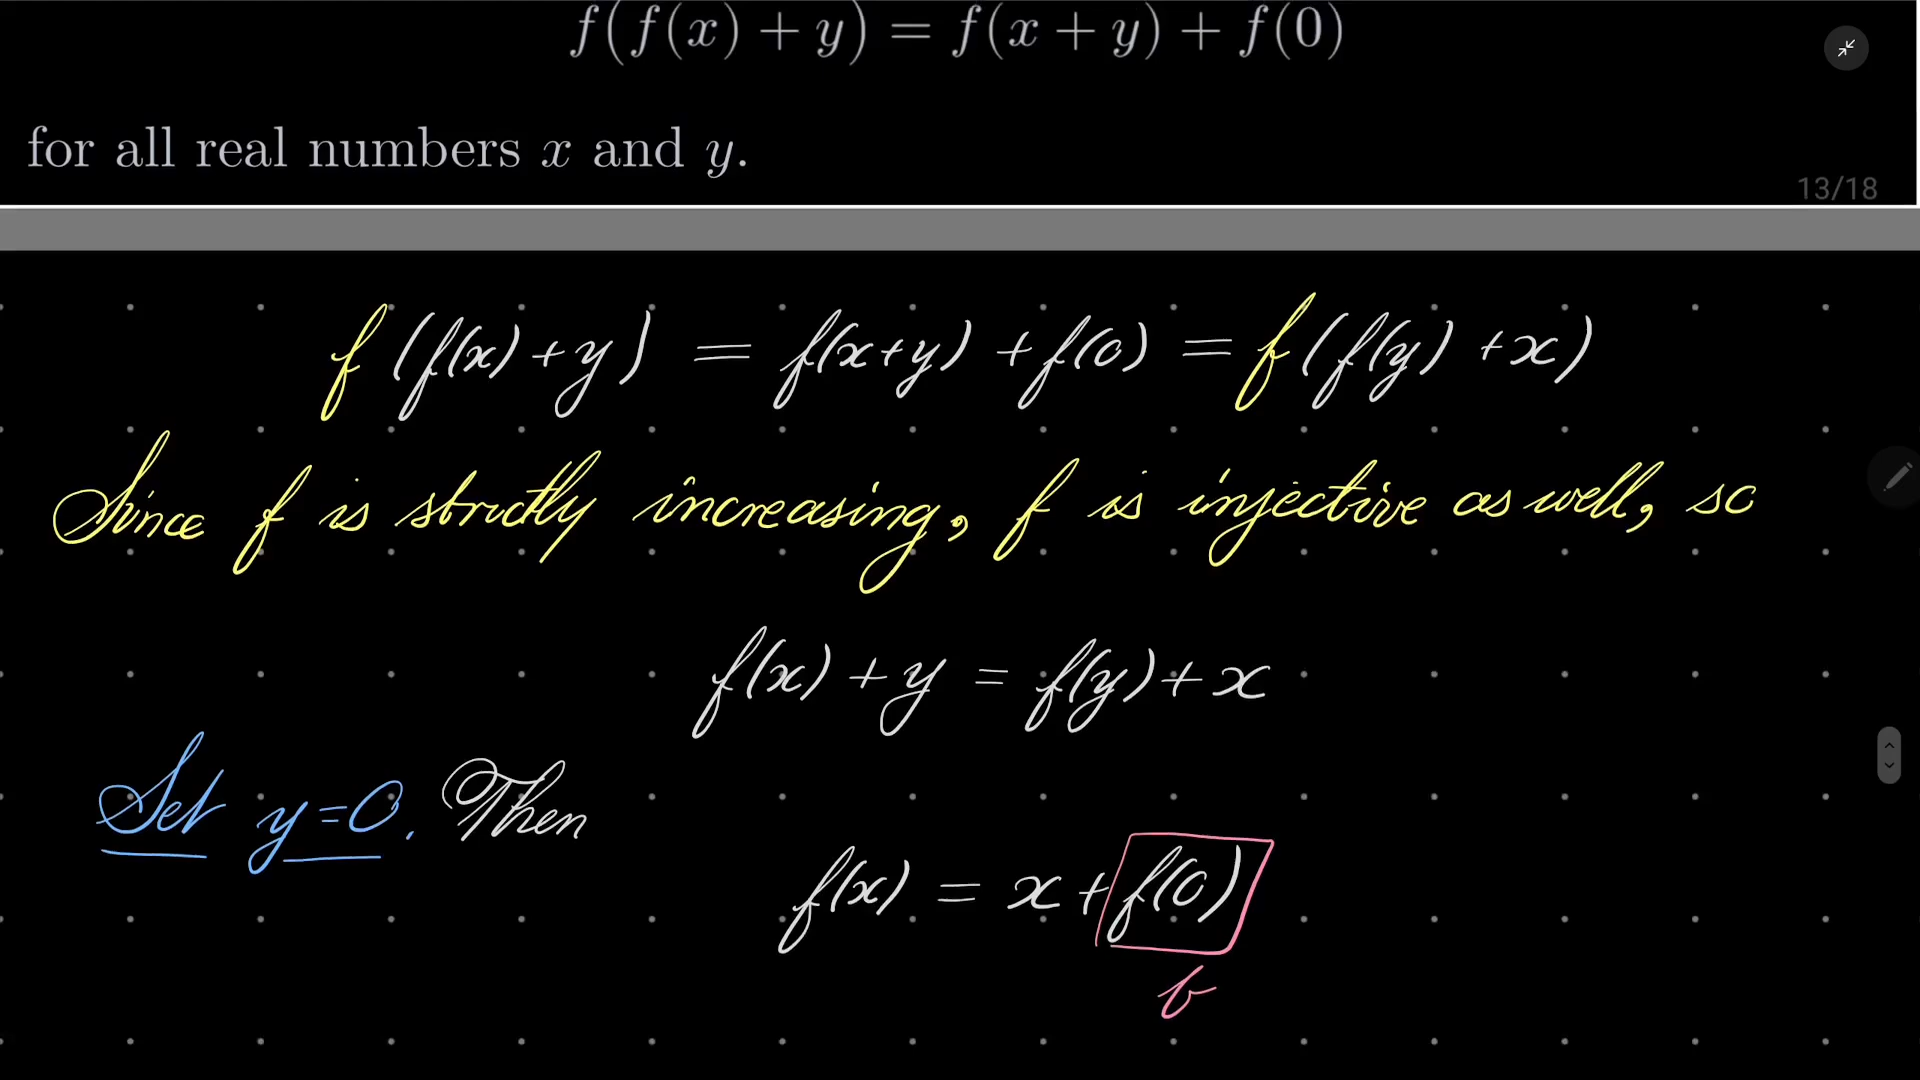 f(f(x) + y) = f(x + y) + f(0)
for all real numbers x and y.
13/18
f(f(x)+y) = f(x+y) + f(0) = f(f(y)+x)
Since f is strictly increasing, f is injective as well, so
f(x)+y = f(y)+x
Set y=0. Then
f(x) = x+f(0)
b